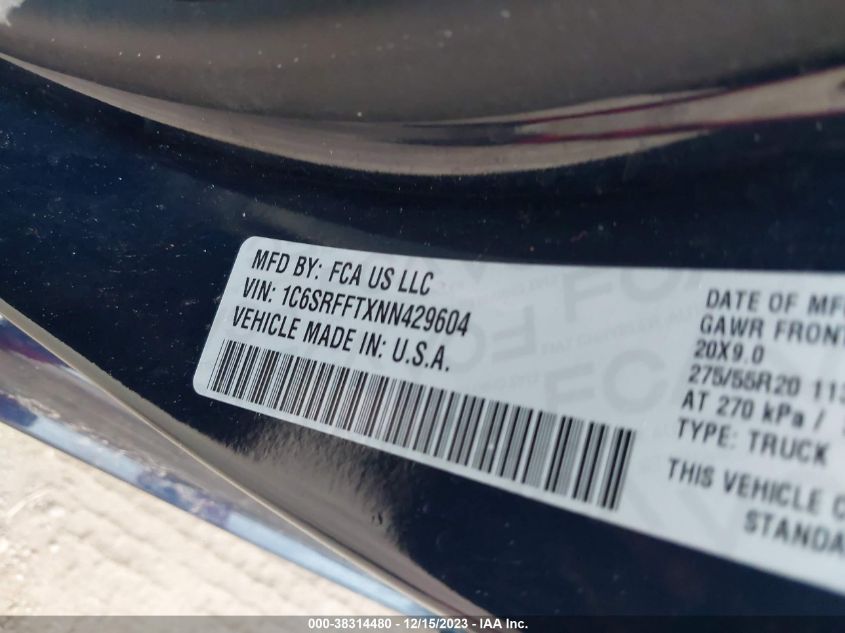 MFD BY: FCA US LLC
VIN: 1C6SRFFTXNN429604
VEHICLE MADE IN: U.S.A.
DATE OF MF
GAWR FRONT
20X9.0
275/55R20 11
AT 270 kPa /
TYPE: TRUCK
THIS VEHICLE C
STANDA
000-38314480 - 12/15/2023 - IAA Inc.